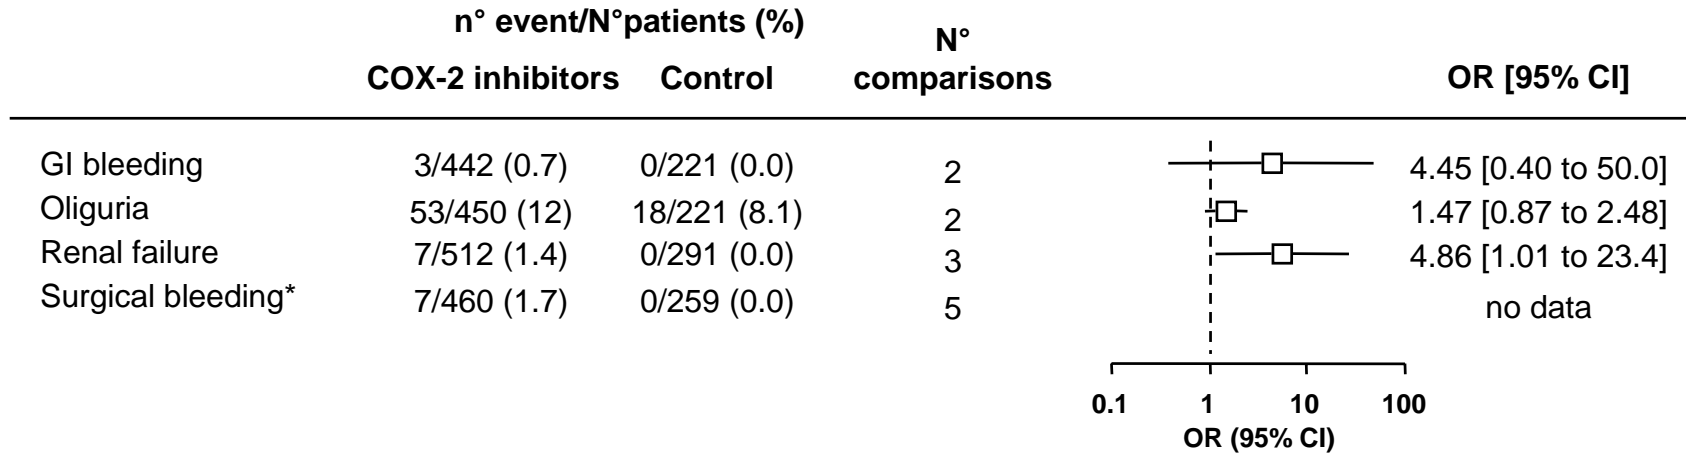 n° event/N°patients (%)
N° comparisons
COX-2 inhibitors Control OR [95% CI]
GI bleeding 3/442 (0.7) 0/221 (0.0) 2 4.45 [0.40 to 50.0]
Oliguria 53/450 (12) 18/221 (8.1) 2 1.47 [0.87 to 2.48]
Renal failure 7/512 (1.4) 0/291 (0.0) 3 4.86 [1.01 to 23.4]
Surgical bleeding* 7/460 (1.7) 0/259 (0.0) 5 no data
0.1 1 10 100
OR (95% CI)